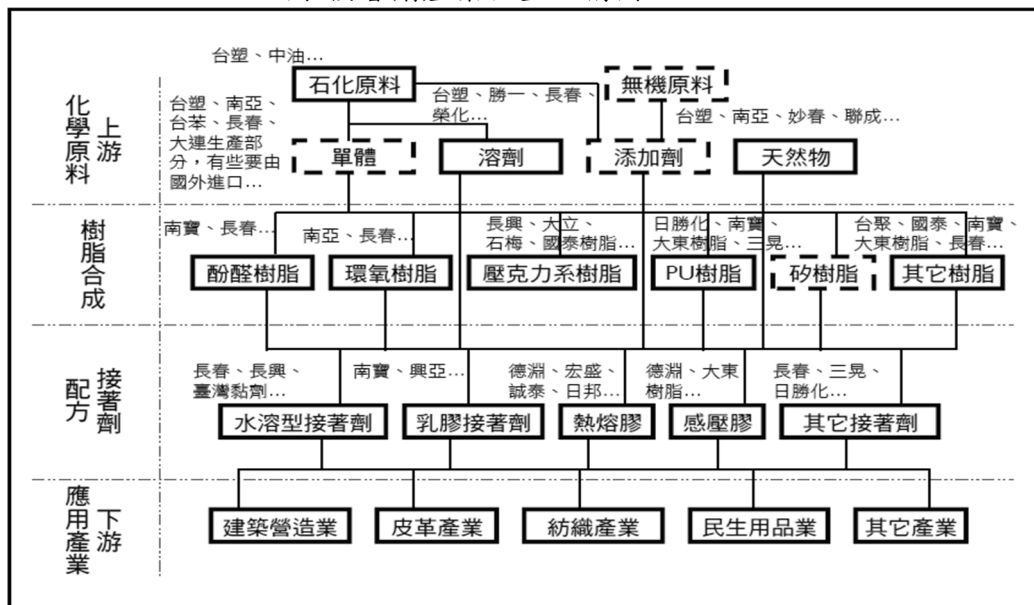 台塑、中油…
石化原料
無機原料
化學原料
上游
台塑、南亞、
台苯、長春、
大連生產部
分，有些要由
國外進口…
台塑、勝一、長春、
榮化…
台塑、南亞、妙春、聯成…
單體
溶劑
添加劑
天然物
樹脂合成
南寶、長春…
南亞、長春…
長興、大立、
石梅、國泰樹脂…
日勝化、南寶、
大東樹脂、三晃…
台聚、國泰、南寶、
大東樹脂、長春…
酚醛樹脂
環氧樹脂
壓克力系樹脂
PU樹脂
矽樹脂
其它樹脂
配方
接著劑
長春、長興、
臺灣黏劑…
南寶、興亞…
德淵、宏盛、
誠泰、日邦…
德淵、大東
樹脂…
長春、三晃、
日勝化…
水溶型接著劑
乳膠接著劑
熱熔膠
感壓膠
其它接著劑
應用產業
下游
建築營造業
皮革產業
紡織產業
民生用品業
其它產業